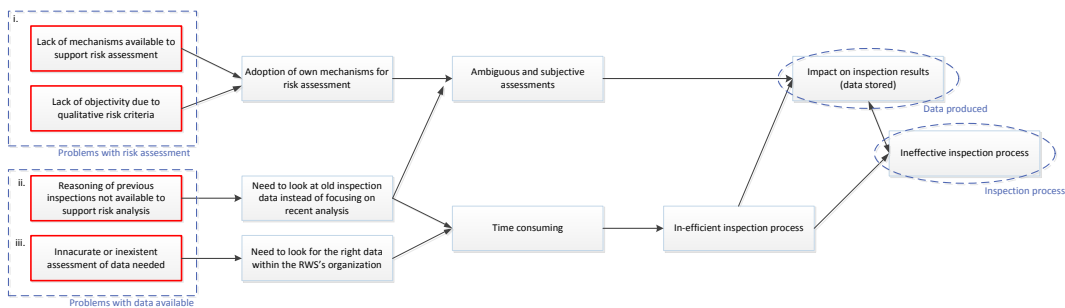 i.
Lack of mechanisms available to
support risk assessment
Lack of objectivity due to
qualitative risk criteria
Problems with risk assessment
Adoption of own mechanisms for
risk assessment
Ambiguous and subjective
assessments
Impact on inspection results
(data stored)
Data produced
Ineffective inspection process
Inspection process
ii.
Reasoning of previous
inspections not available to
support risk analysis
Need to look at old inspection
data instead of focusing on
recent analysis
iii.
Innacurate or inexistent
assessment of data needed
Need to look for the right data
within the RWS's organization
Problems with data available
Time consuming
In-efficient inspection process